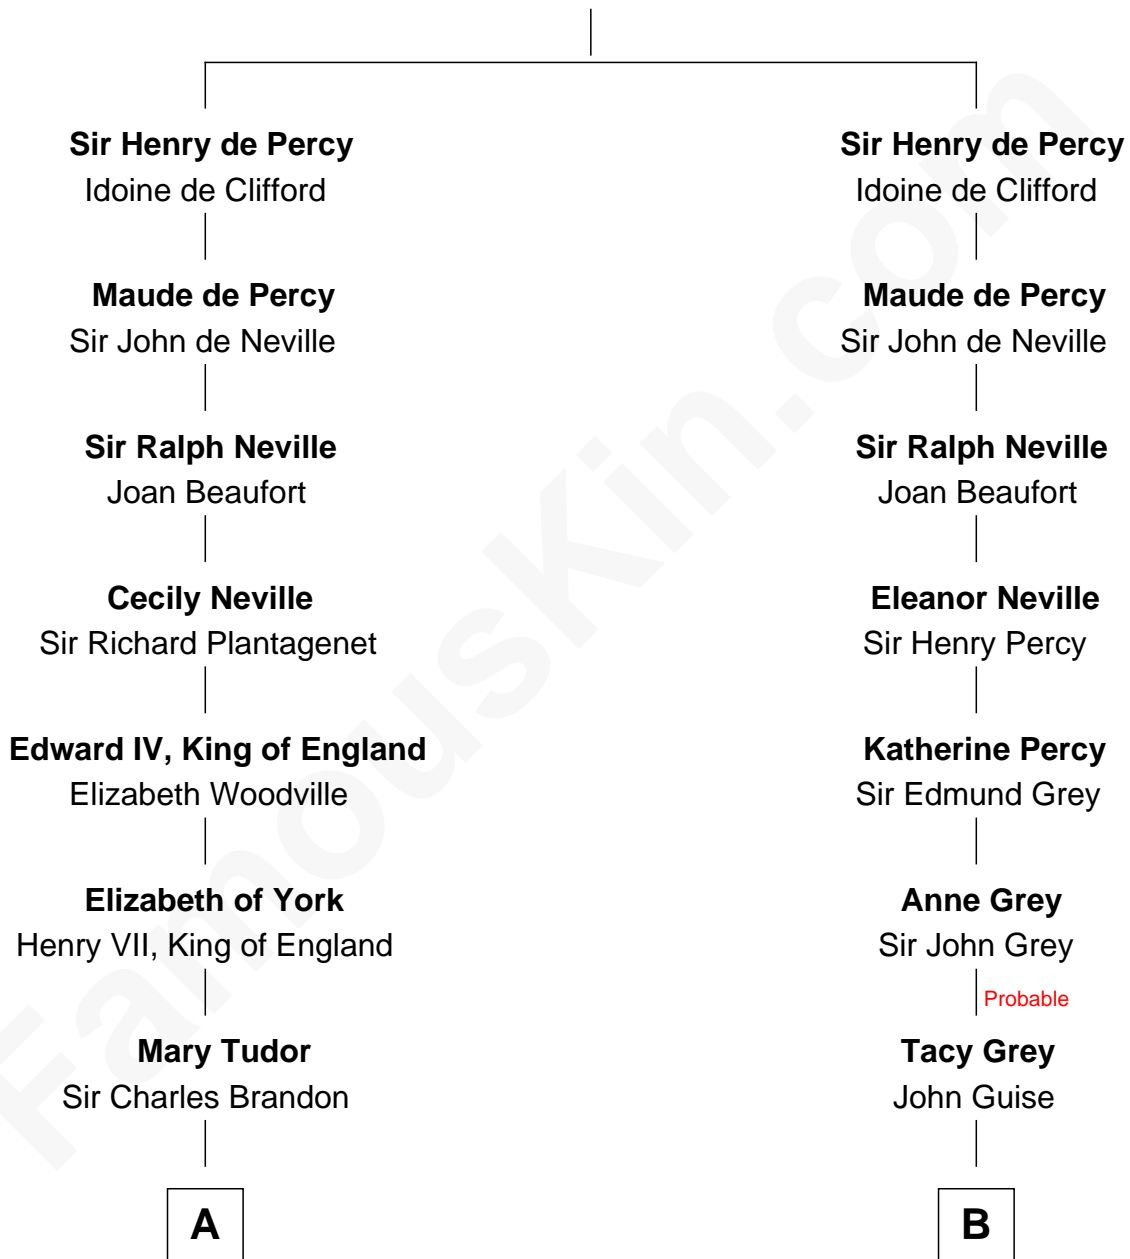 Sir Henry de Percy
Idoine de Clifford
Maude de Percy
Sir John de Neville
Sir Ralph Neville
Joan Beaufort
Cecily Neville
Sir Richard Plantagenet
Edward IV, King of England
Elizabeth Woodville
Elizabeth of York
Henry VII, King of England
Mary Tudor
Sir Charles Brandon
A
Sir Henry de Percy
Idoine de Clifford
Maude de Percy
Sir John de Neville
Sir Ralph Neville
Joan Beaufort
Eleanor Neville
Sir Henry Percy
Katherine Percy
Sir Edmund Grey
Anne Grey
Sir John Grey
Probable
Tacy Grey
John Guise
B
FamousKin.com